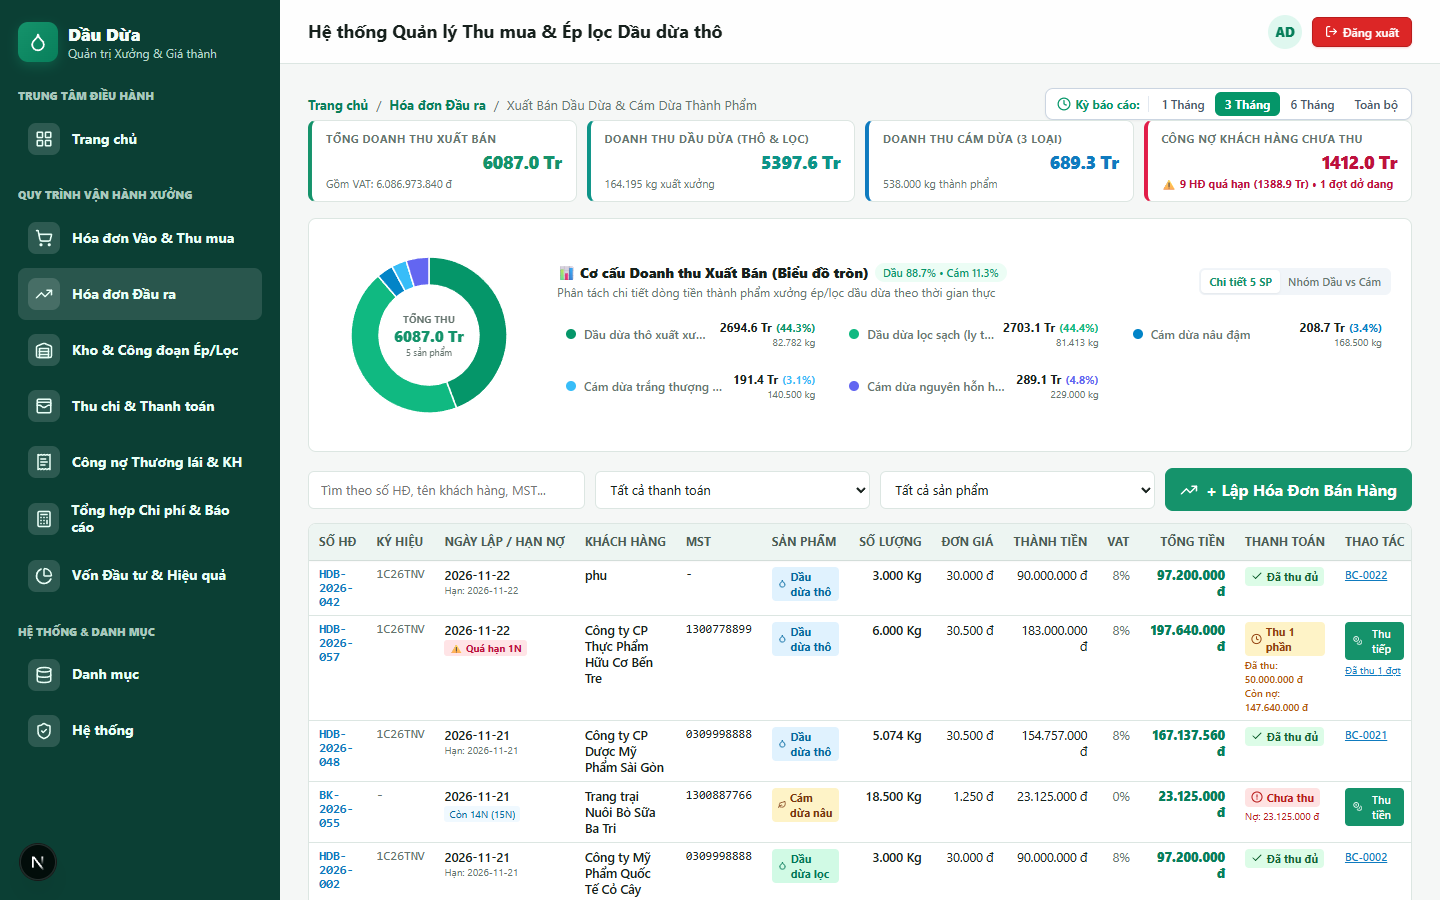 Dầu Dừa
Quản trị Xưởng & Giá thành
TRUNG TÂM ĐIỀU HÀNH
Trang chủ
QUY TRÌNH VẬN HÀNH XƯỞNG
Hóa đơn Vào & Thu mua
Hóa đơn Đầu ra
Kho & Công đoạn Ép/Lọc
Thu chi & Thanh toán
Công nợ Thương lái & KH
Tổng hợp Chi phí & Báo
cáo
Vốn Đầu tư & Hiệu quả
HỆ THỐNG & DANH MỤC
Danh mục
Hệ thống
N
Hệ thống Quản lý Thu mua & Ép lọc Dầu dừa thô
AD
Đăng xuất
Trang chủ / Hóa đơn Đầu ra / Xuất Bán Dầu Dừa & Cám Dừa Thành Phẩm
Kỳ báo cáo: 1 Tháng 3 Tháng 6 Tháng Toàn bộ
TỔNG DOANH THU XUẤT BÁN
6087.0 Tr
Gồm VAT: 6.086.973.840 đ
DOANH THU DẦU DỪA (THÔ & LỌC)
5397.6 Tr
164.195 kg xuất xưởng
DOANH THU CÁM DỪA (3 LOẠI)
689.3 Tr
538.000 kg thành phẩm
CÔNG NỢ KHÁCH HÀNG CHƯA THU
1412.0 Tr
9 HĐ quá hạn (1388.9 Tr) • 1 đợt dở dang
TỔNG THU
6087.0 Tr
5 sản phẩm
Cơ cấu Doanh thu Xuất Bán (Biểu đồ tròn) Dầu 88.7% • Cám 11.3%
Phân tách chi tiết dòng tiền thành phẩm xưởng ép/lọc dầu dừa theo thời gian thực
Chi tiết 5 SP Nhóm Dầu vs Cám
Dầu dừa thô xuất xư... 2694.6 Tr (44.3%)
82.782 kg
Dầu dừa lọc sạch (ly t... 2703.1 Tr (44.4%)
81.413 kg
Cám dừa nâu đậm 208.7 Tr (3.4%)
168.500 kg
Cám dừa trắng thượng ... 191.4 Tr (3.1%)
140.500 kg
Cám dừa nguyên hỗn h... 289.1 Tr (4.8%)
229.000 kg
Tìm theo số HĐ, tên khách hàng, MST...
Tất cả thanh toán
Tất cả sản phẩm
+ Lập Hóa Đơn Bán Hàng
SỐ HĐ KÝ HIỆU NGÀY LẬP / HẠN NỢ KHÁCH HÀNG MST SẢN PHẨM SỐ LƯỢNG ĐƠN GIÁ THÀNH TIỀN VAT TỔNG TIỀN THANH TOÁN THAO TÁC
HDB-
2026-
042
1C26TNV
2026-11-22
Hạn: 2026-11-22
phu
-
Dầu
dừa thô
3.000 Kg
30.000 đ
90.000.000 đ
8%
97.200.000
đ
Đã thu đủ
BC-0022
HDB-
2026-
057
1C26TNV
2026-11-22
Quá hạn 1N
Công ty CP
Thực Phẩm
Hữu Cơ Bến
Tre
1300778899
Dầu
dừa thô
6.000 Kg
30.500 đ
183.000.000
đ
8%
197.640.000
đ
Thu 1
phần
Đã thu:
50.000.000 đ
Còn nợ:
147.640.000 đ
Thu
tiếp
Đã thu 1 đợt
HDB-
2026-
048
1C26TNV
2026-11-21
Hạn: 2026-11-21
Công ty CP
Dược Mỹ
Phẩm Sài Gòn
0309998888
Dầu
dừa thô
5.074 Kg
30.500 đ
154.757.000
đ
8%
167.137.560
đ
Đã thu đủ
BC-0021
BK-
2026-
055
-
2026-11-21
Còn 14N (15N)
Trang trại
Nuôi Bò Sữa
Ba Tri
1300887766
Cám
dừa nâu
18.500 Kg
1.250 đ
23.125.000 đ
0%
23.125.000
đ
Chưa thu
Nợ: 23.125.000 đ
Thu
tiền
HDB-
2026-
002
1C26TNV
2026-11-21
Hạn: 2026-11-21
Công ty Mỹ
Phẩm Quốc
Tế Cỏ Cây
0309998888
Dầu
dừa lọc
3.000 Kg
30.000 đ
90.000.000 đ
8%
97.200.000
đ
Đã thu đủ
BC-0002